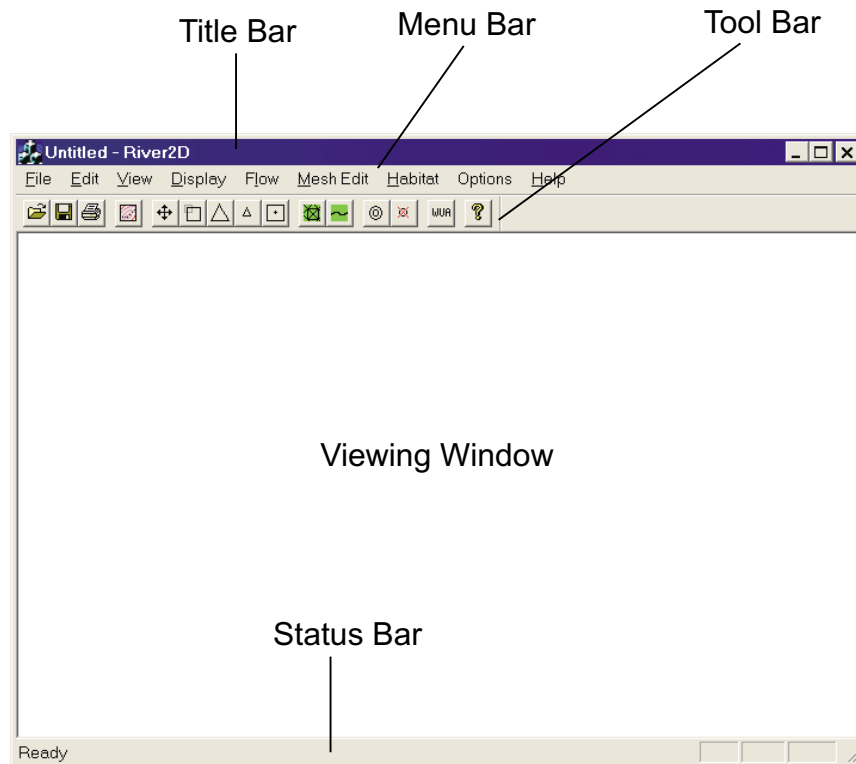 Title Bar Menu Bar Tool Bar
Untitled - River2D
File Edit View Display Flow Mesh Edit Habitat Options Help
WUA ?
Viewing Window
Status Bar
Ready